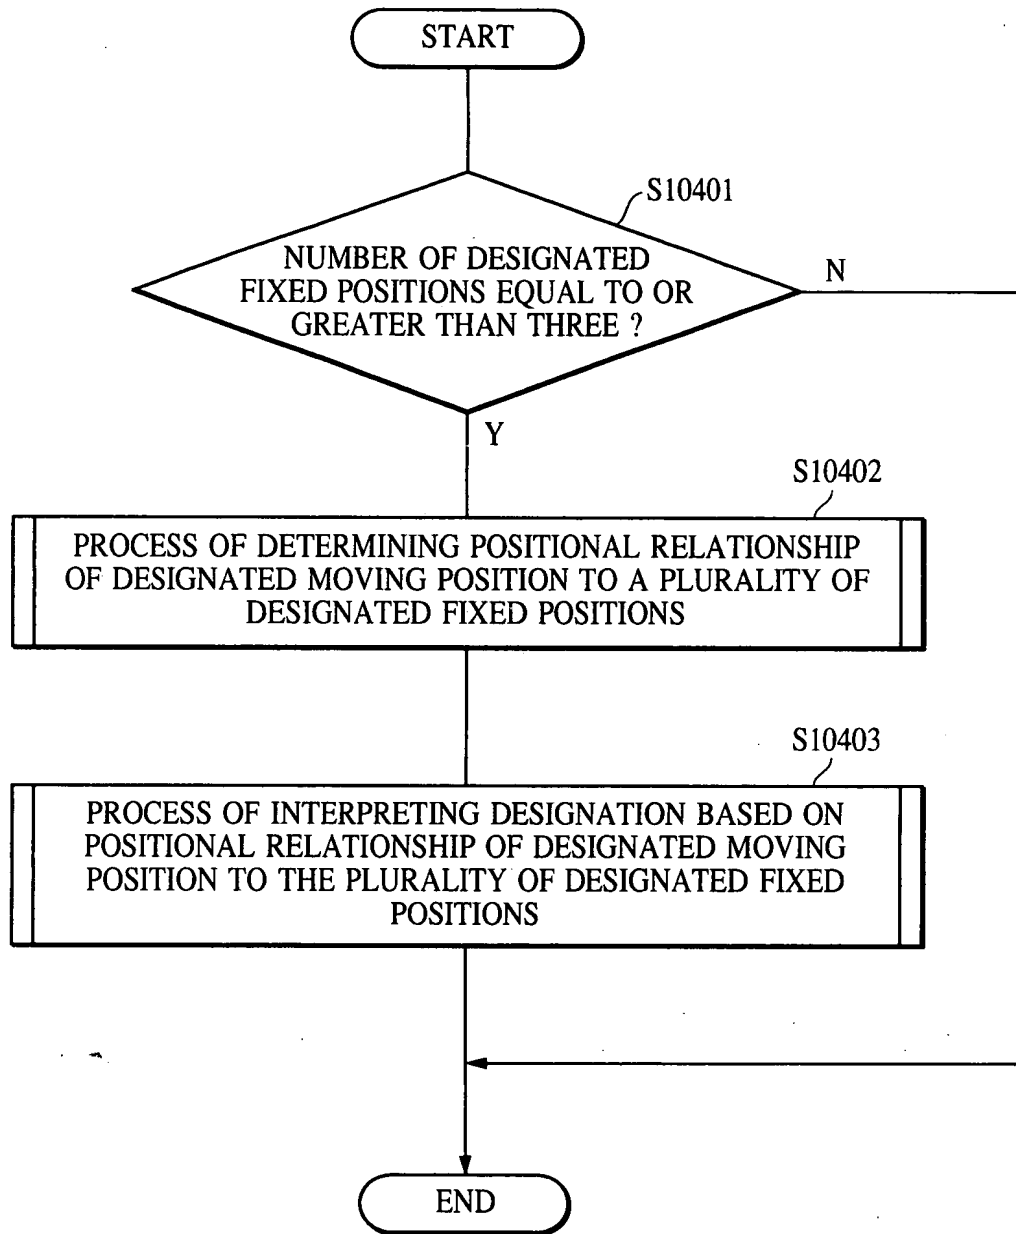 START
S10401
NUMBER OF DESIGNATED
FIXED POSITIONS EQUAL TO OR
GREATER THAN THREE ?
N
Y
S10402
PROCESS OF DETERMINING POSITIONAL RELATIONSHIP
OF DESIGNATED MOVING POSITION TO A PLURALITY OF
DESIGNATED FIXED POSITIONS
S10403
PROCESS OF INTERPRETING DESIGNATION BASED ON
POSITIONAL RELATIONSHIP OF DESIGNATED MOVING
POSITION TO THE PLURALITY OF DESIGNATED FIXED
POSITIONS
END